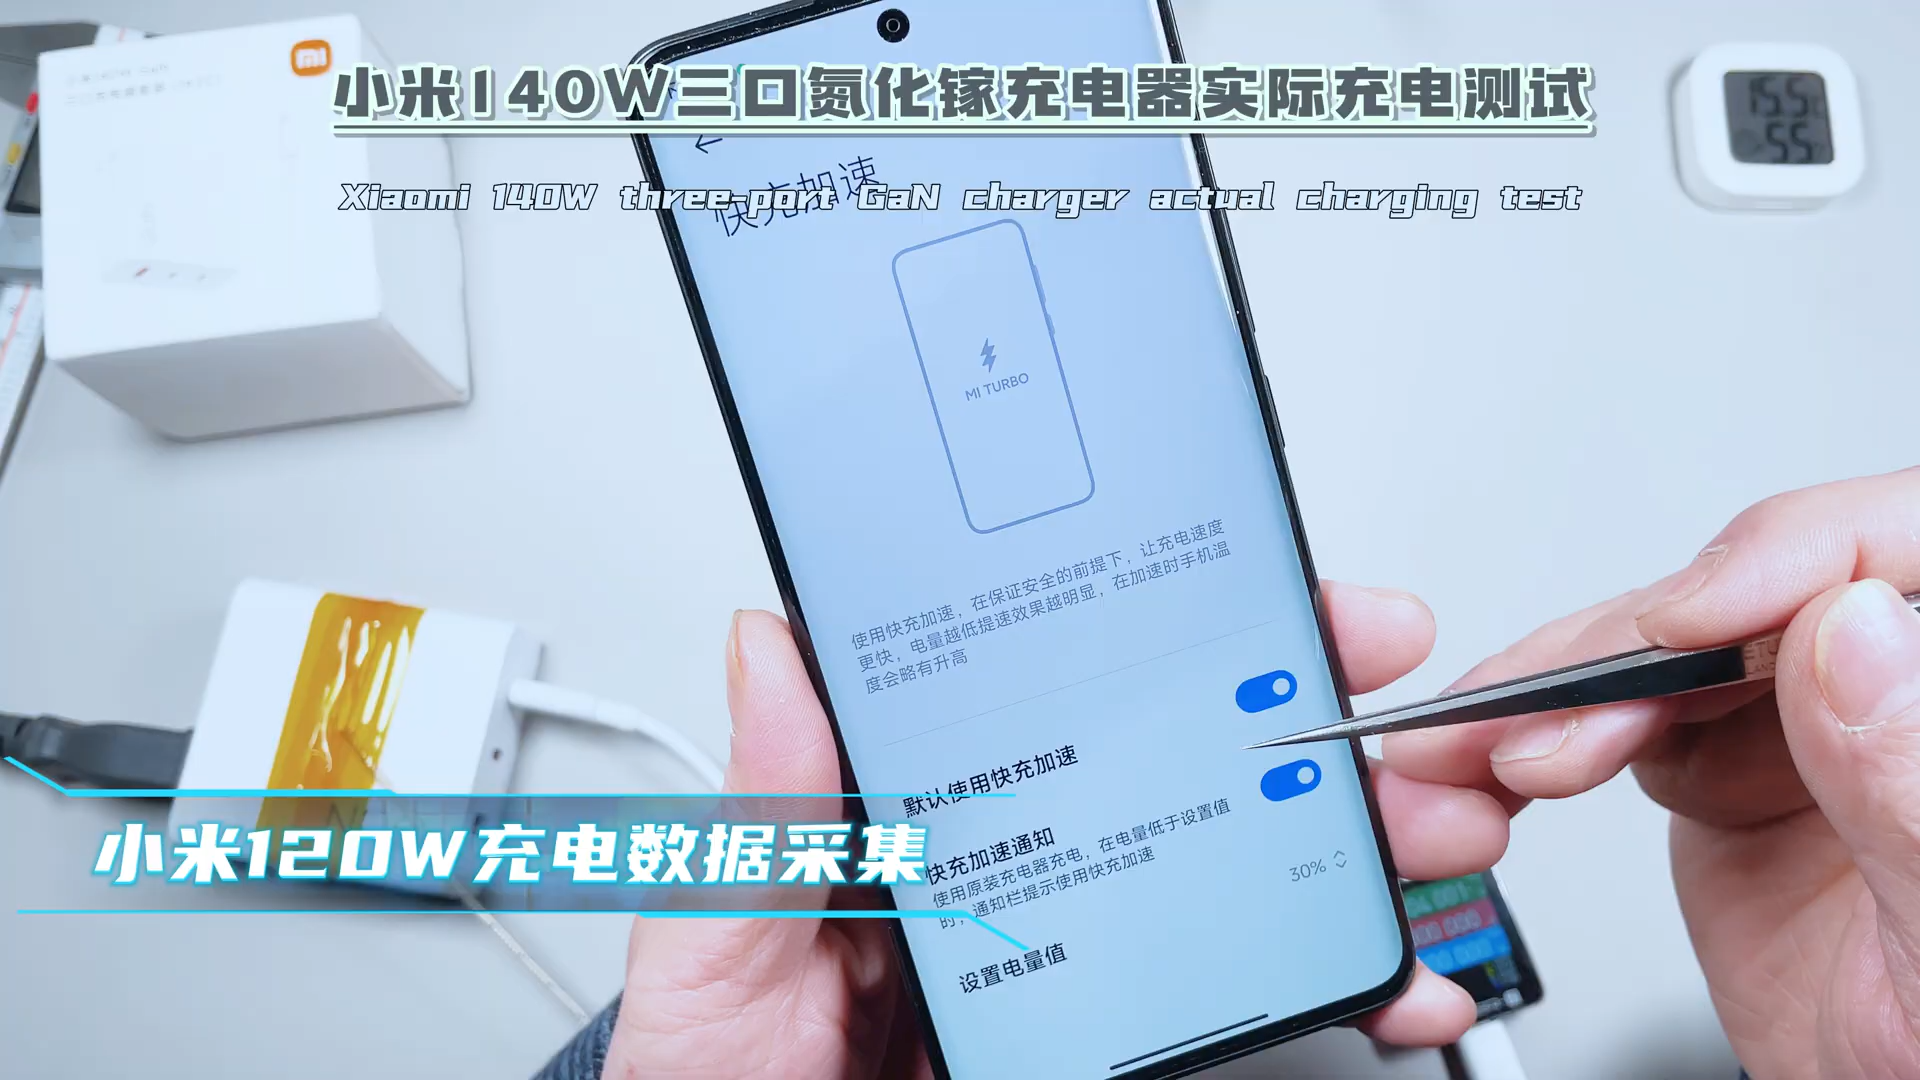 小米140W三口氮化镓充电器实际充电测试
Xiaomi 140W three-port GaN charger actual charging test
mi
15.5c
55
快充加速
MI TURBO
使用快充加速，在保证安全的前提下，让充电速度
更快，电量越低提速效果越明显，在加速时手机温
度会略有升高
默认使用快充加速
快充加速通知
使用原装充电器充电，在电量低于设置值
时，通知栏提示使用快充加速
30%
设置电量值
小米120W充电数据采集